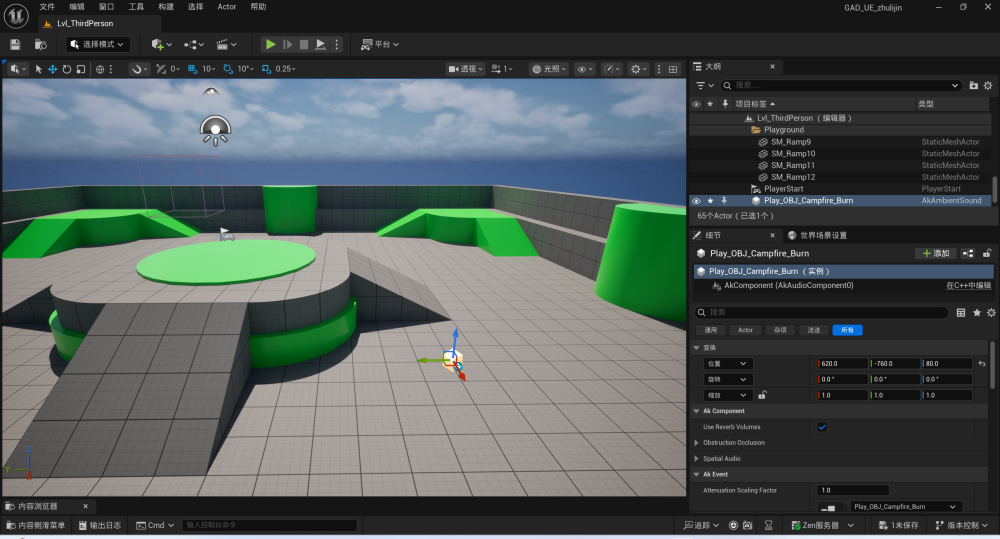 文件 编辑 窗口 工具 构建 选择 Actor 帮助 GAD_UE_zhulijin
Lvl_ThirdPerson
选择模式 平台
0 10 10° 0.25 透视 1 光照
大纲
搜索...
项目标签 类型
Lvl_ThirdPerson （编辑器）
Playground
SM_Ramp9 StaticMeshActor
SM_Ramp10 StaticMeshActor
SM_Ramp11 StaticMeshActor
SM_Ramp12 StaticMeshActor
PlayerStart PlayerStart
Play_OBJ_Campfire_Burn AkAmbientSound
65个Actor（已选1个）
细节 世界场景设置
Play_OBJ_Campfire_Burn 添加
Play_OBJ_Campfire_Burn （实例）
AkComponent (AkAudioComponent0) 在C++中编辑
搜索
通用 Actor 杂项 流送 所有
变换
位置 620.0 -760.0 80.0
旋转 0.0° 0.0° 0.0°
缩放 1.0 1.0 1.0
Ak Component
Use Reverb Volumes
Obstruction Occlusion
Spatial Audio
Ak Event
Attenuation Scaling Factor 1.0
Play_OBJ_Campfire_Burn
Z
Y
X
内容浏览器
内容侧滑菜单 输出日志 Cmd 输入控制台命令 追踪 Zen服务器 1未保存 版本控制